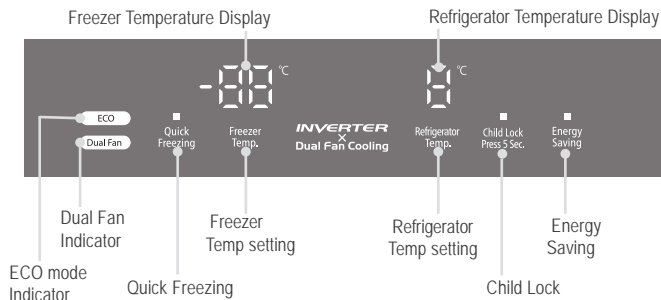 Freezer Temperature Display
Refrigerator Temperature Display
-88 °C
8 °C
ECO
Dual Fan
Quick
Freezing
Freezer
Temp.
INVERTER
×
Dual Fan Cooling
Refrigerator
Temp.
Child Lock
Press 5 Sec.
Energy
Saving
Dual Fan
Indicator
Freezer
Temp setting
Refrigerator
Temp setting
Energy
Saving
ECO mode
Indicator
Quick Freezing
Child Lock